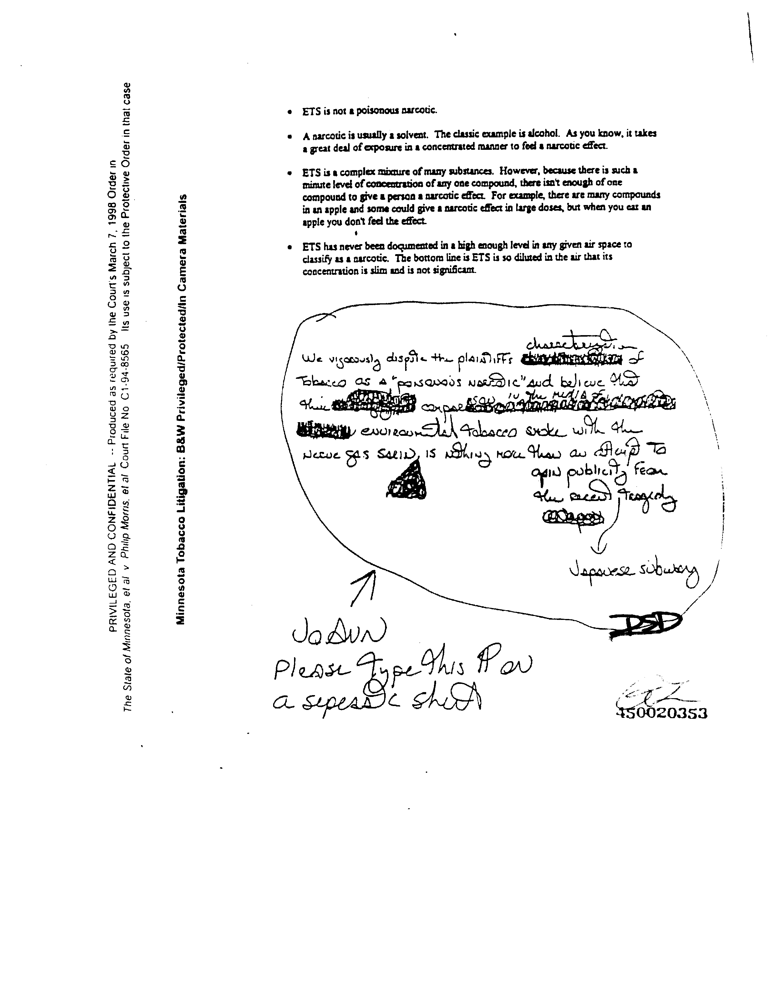 PRIVILEGED AND CONFIDENTIAL -- Produced as required by the Court's March 7, 1998 Order in
The State of Minnesota, et al v Philip Morris, et al Court File No C1-94-8565 Its use is subject to the Protective Order in that case
Minnesota Tobacco Litigation: B&W Privileged/Protected/In Camera Materials
• ETS is not a poisonous narcotic.
• A narcotic is usually a solvent. The classic example is alcohol. As you know, it takes
a great deal of exposure in a concentrated manner to feel a narcotic effect.
• ETS is a complex mixture of many substances. However, because there is such a
minute level of concentration of any one compound, there isn't enough of one
compound to give a person a narcotic effect. For example, there are many compounds
in an apple and some could give a narcotic effect in large doses, but when you eat an
apple you don't feel the effect.
• ETS has never been documented in a high enough level in any given air space to
classify as a narcotic. The bottom line is ETS is so diluted in the air that its
concentration is slim and is not significant.
characterization
We vigorously dispute the plaintiffs of
Tobacco as a "poisonous narcotic" and believe that
in the media
their
environmental tobacco smoke with the
nerve gas sarin, is nothing more than an attempt to
gain publicity from
the recent tragedy
Japanese subway
DSD
JoAnn
Please type this ¶ on
a separate sheet
450020353